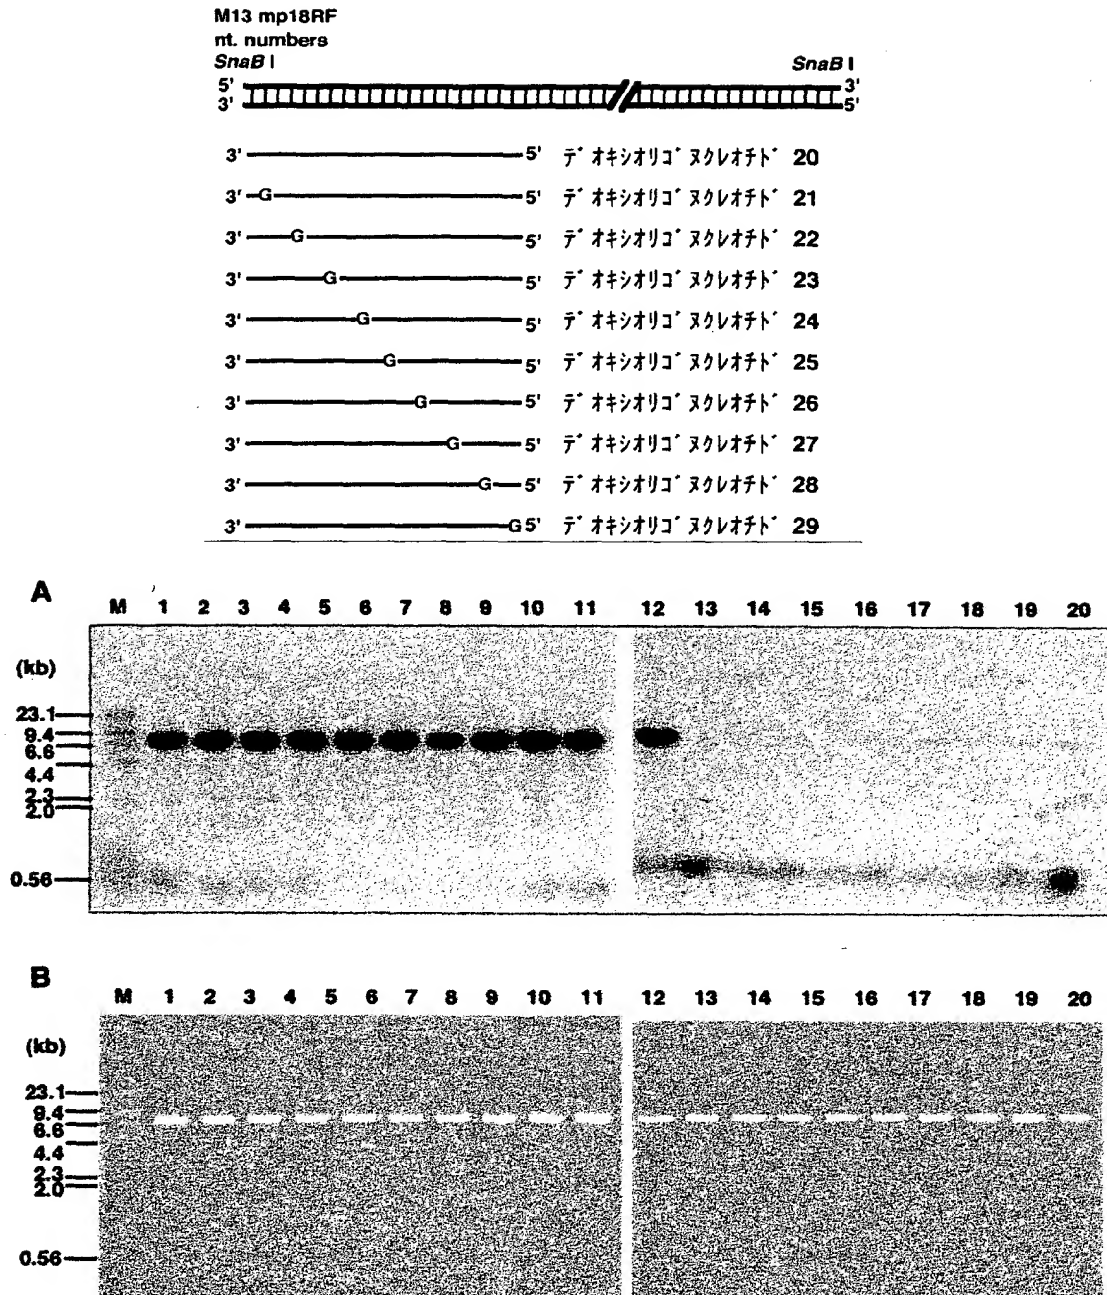 M13 mp18RF
nt. numbers
SnaB I SnaB I
5' 3'
3' 5'
3' 5' デオキシオリゴヌクレオチド 20
3' G 5' デオキシオリゴヌクレオチド 21
3' G 5' デオキシオリゴヌクレオチド 22
3' G 5' デオキシオリゴヌクレオチド 23
3' G 5' デオキシオリゴヌクレオチド 24
3' G 5' デオキシオリゴヌクレオチド 25
3' G 5' デオキシオリゴヌクレオチド 26
3' G 5' デオキシオリゴヌクレオチド 27
3' G 5' デオキシオリゴヌクレオチド 28
3' G 5' デオキシオリゴヌクレオチド 29
A
M 1 2 3 4 5 6 7 8 9 10 11 12 13 14 15 16 17 18 19 20
(kb)
23.1
9.4
6.6
4.4
2.3
2.0
0.56
B
M 1 2 3 4 5 6 7 8 9 10 11 12 13 14 15 16 17 18 19 20
(kb)
23.1
9.4
6.6
4.4
2.3
2.0
0.56